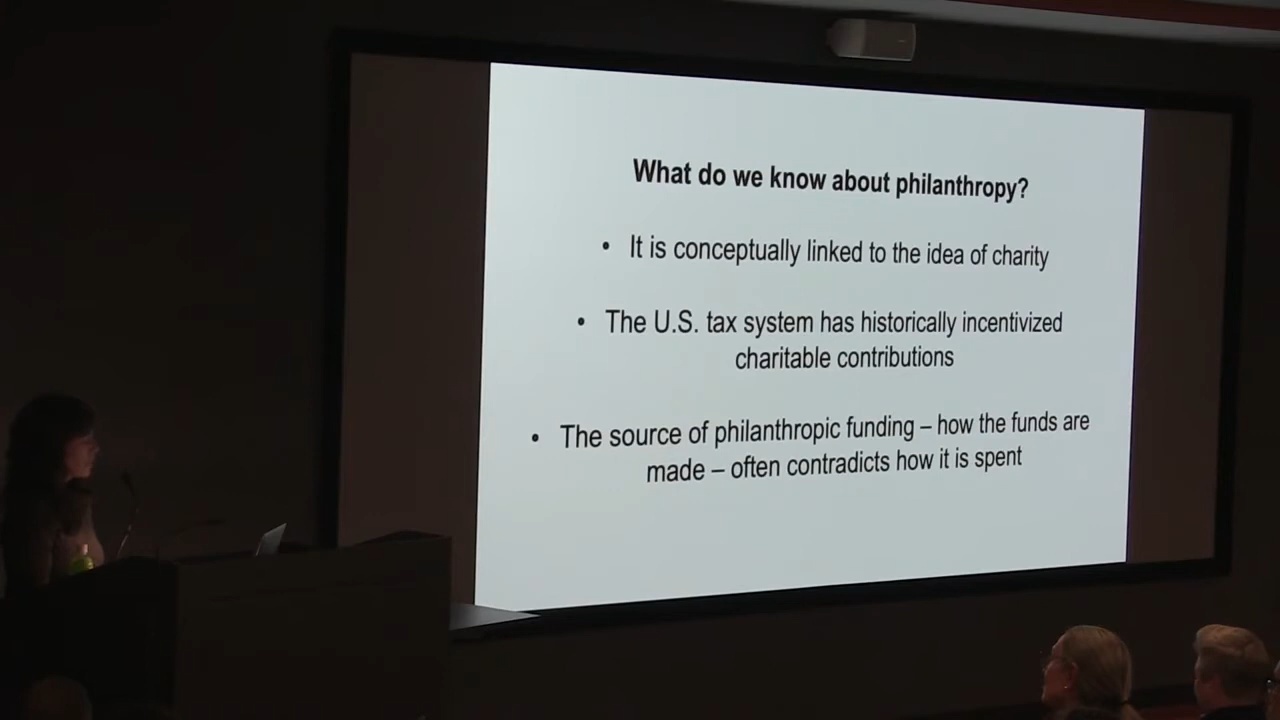 What do we know about philanthropy?
• It is conceptually linked to the idea of charity
• The U.S. tax system has historically incentivized
charitable contributions
• The source of philanthropic funding – how the funds are
made – often contradicts how it is spent